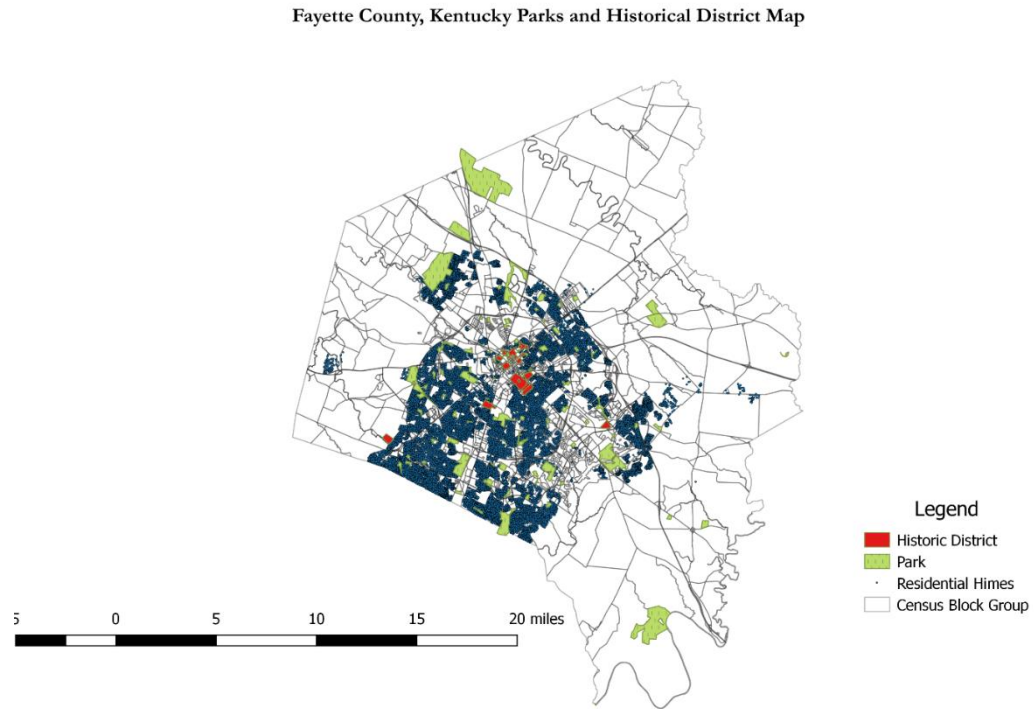 Fayette County, Kentucky Parks and Historical District Map
Legend
Historic District
Park
Residential Himes
Census Block Group
5 0 5 10 15 20 miles